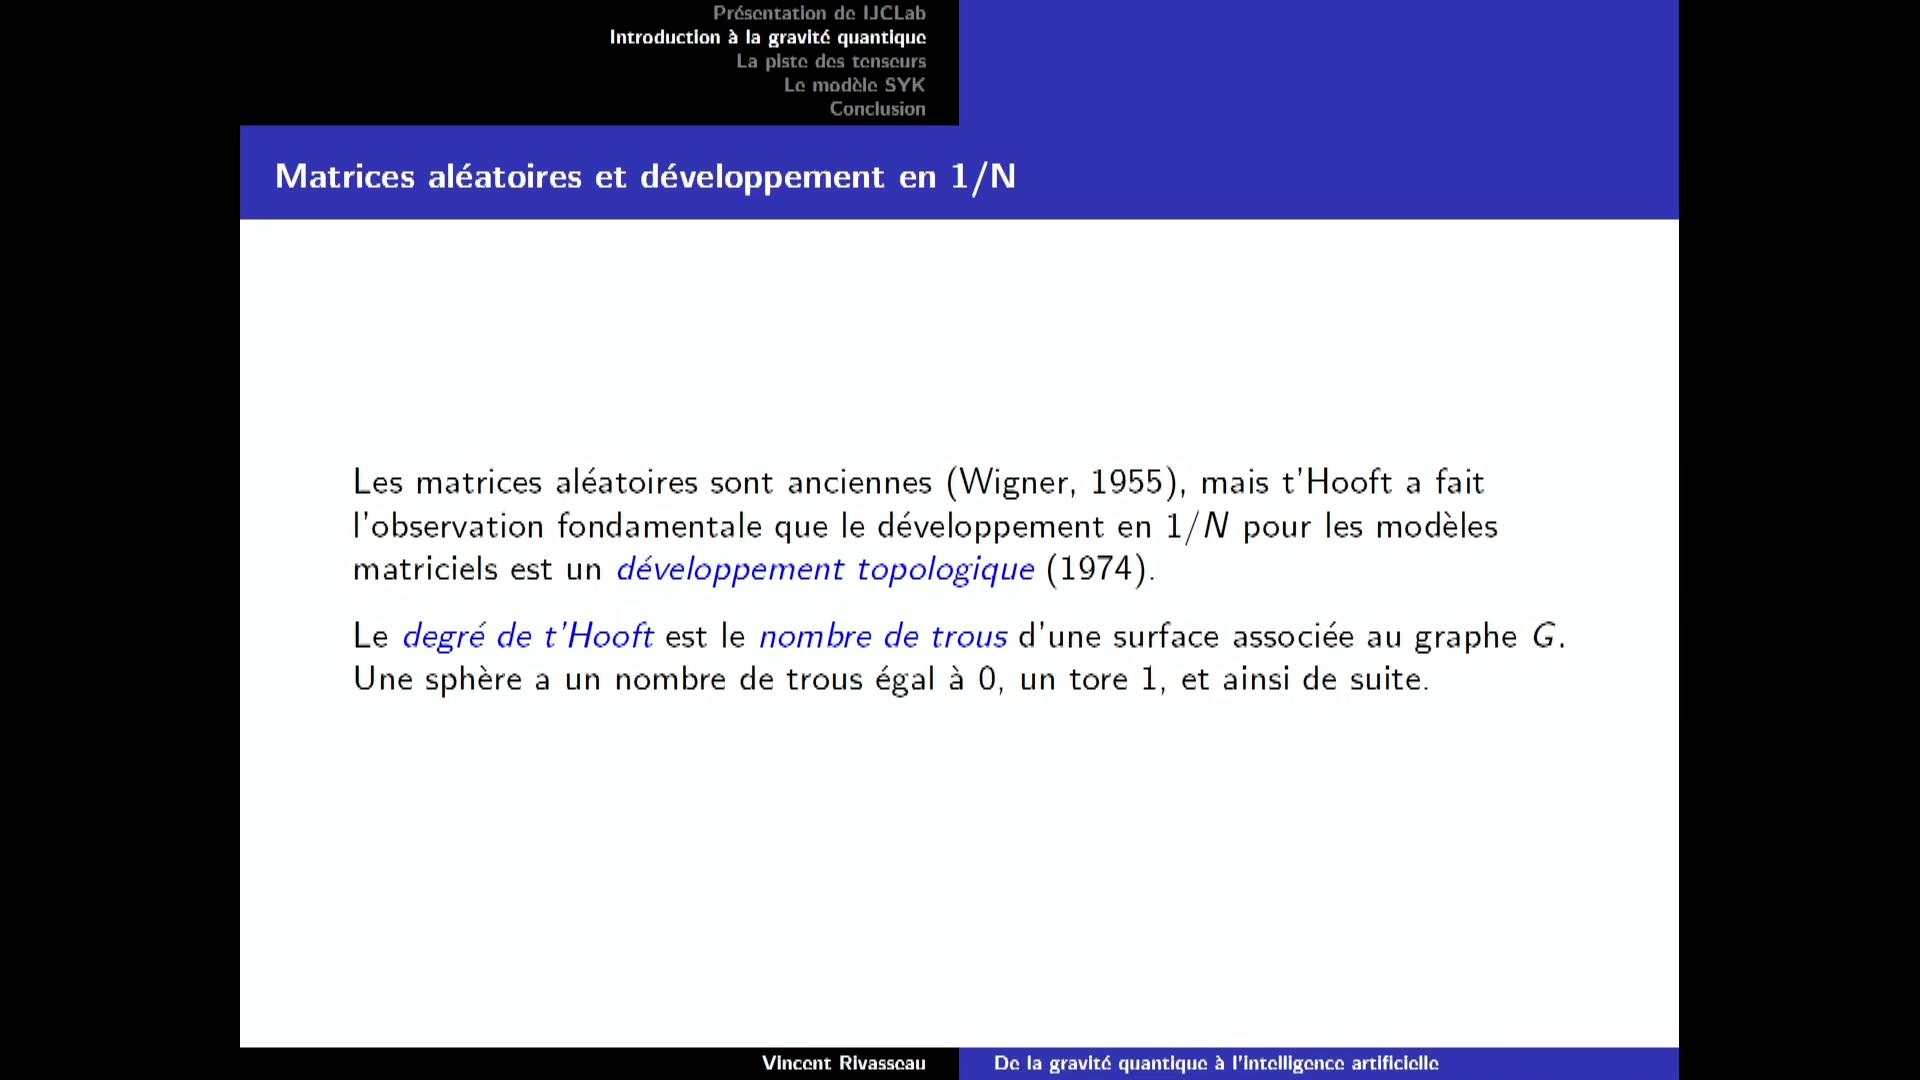 Présentation de IJCLab
Introduction à la gravité quantique
La piste des tenseurs
Le modèle SYK
Conclusion
Matrices aléatoires et développement en 1/N
Les matrices aléatoires sont anciennes (Wigner, 1955), mais t'Hooft a fait
l'observation fondamentale que le développement en 1/N pour les modèles
matriciels est un développement topologique (1974).
Le degré de t'Hooft est le nombre de trous d'une surface associée au graphe G.
Une sphère a un nombre de trous égal à 0, un tore 1, et ainsi de suite.
Vincent Rivasseau
De la gravité quantique à l'intelligence artificielle